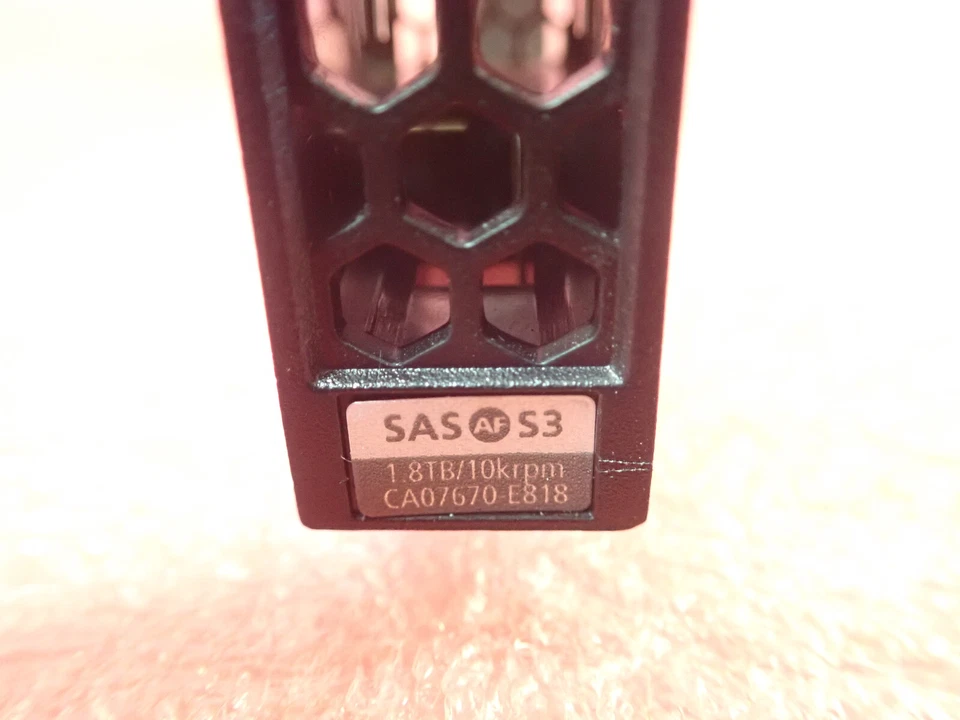 SAS AF S3
1.8TB/10krpm
CA07670-E818